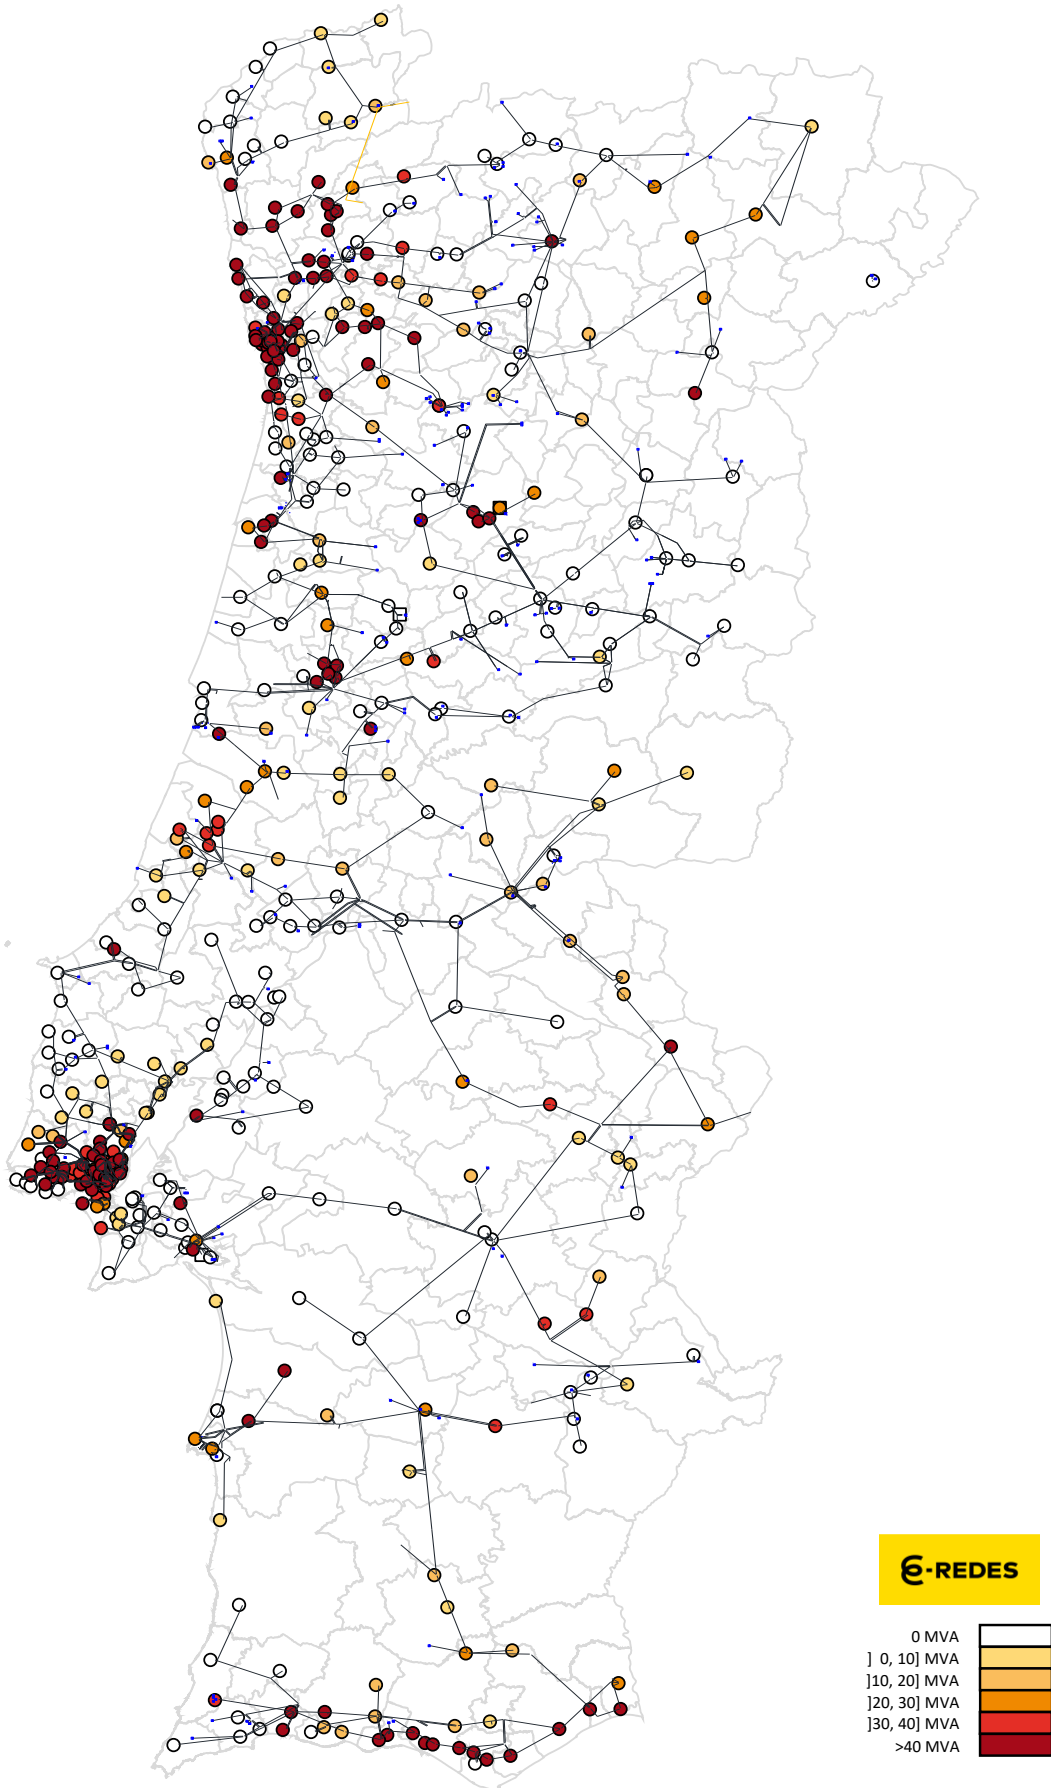 E-REDES
0 MVA
] 0, 10] MVA
]10, 20] MVA
]20, 30] MVA
]30, 40] MVA
>40 MVA